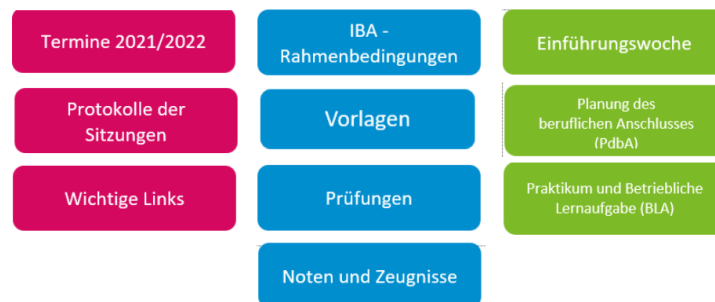 Termine 2021/2022
Protokolle der
Sitzungen
Wichtige Links
IBA -
Rahmenbedingungen
Vorlagen
Prüfungen
Noten und Zeugnisse
Einführungswoche
Planung des
beruflichen Anschlusses
(PdbA)
Praktikum und Betriebliche
Lernaufgabe (BLA)